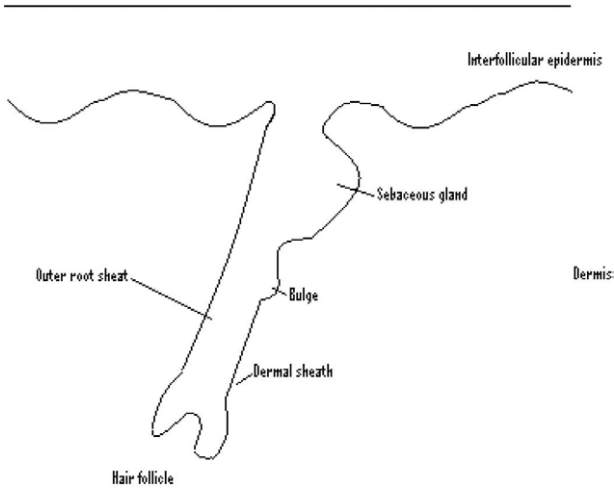 Interfollicular epidermis
Sebaceous gland
Outer root sheat
Dermis
Bulge
Dermal sheath
Hair follicle